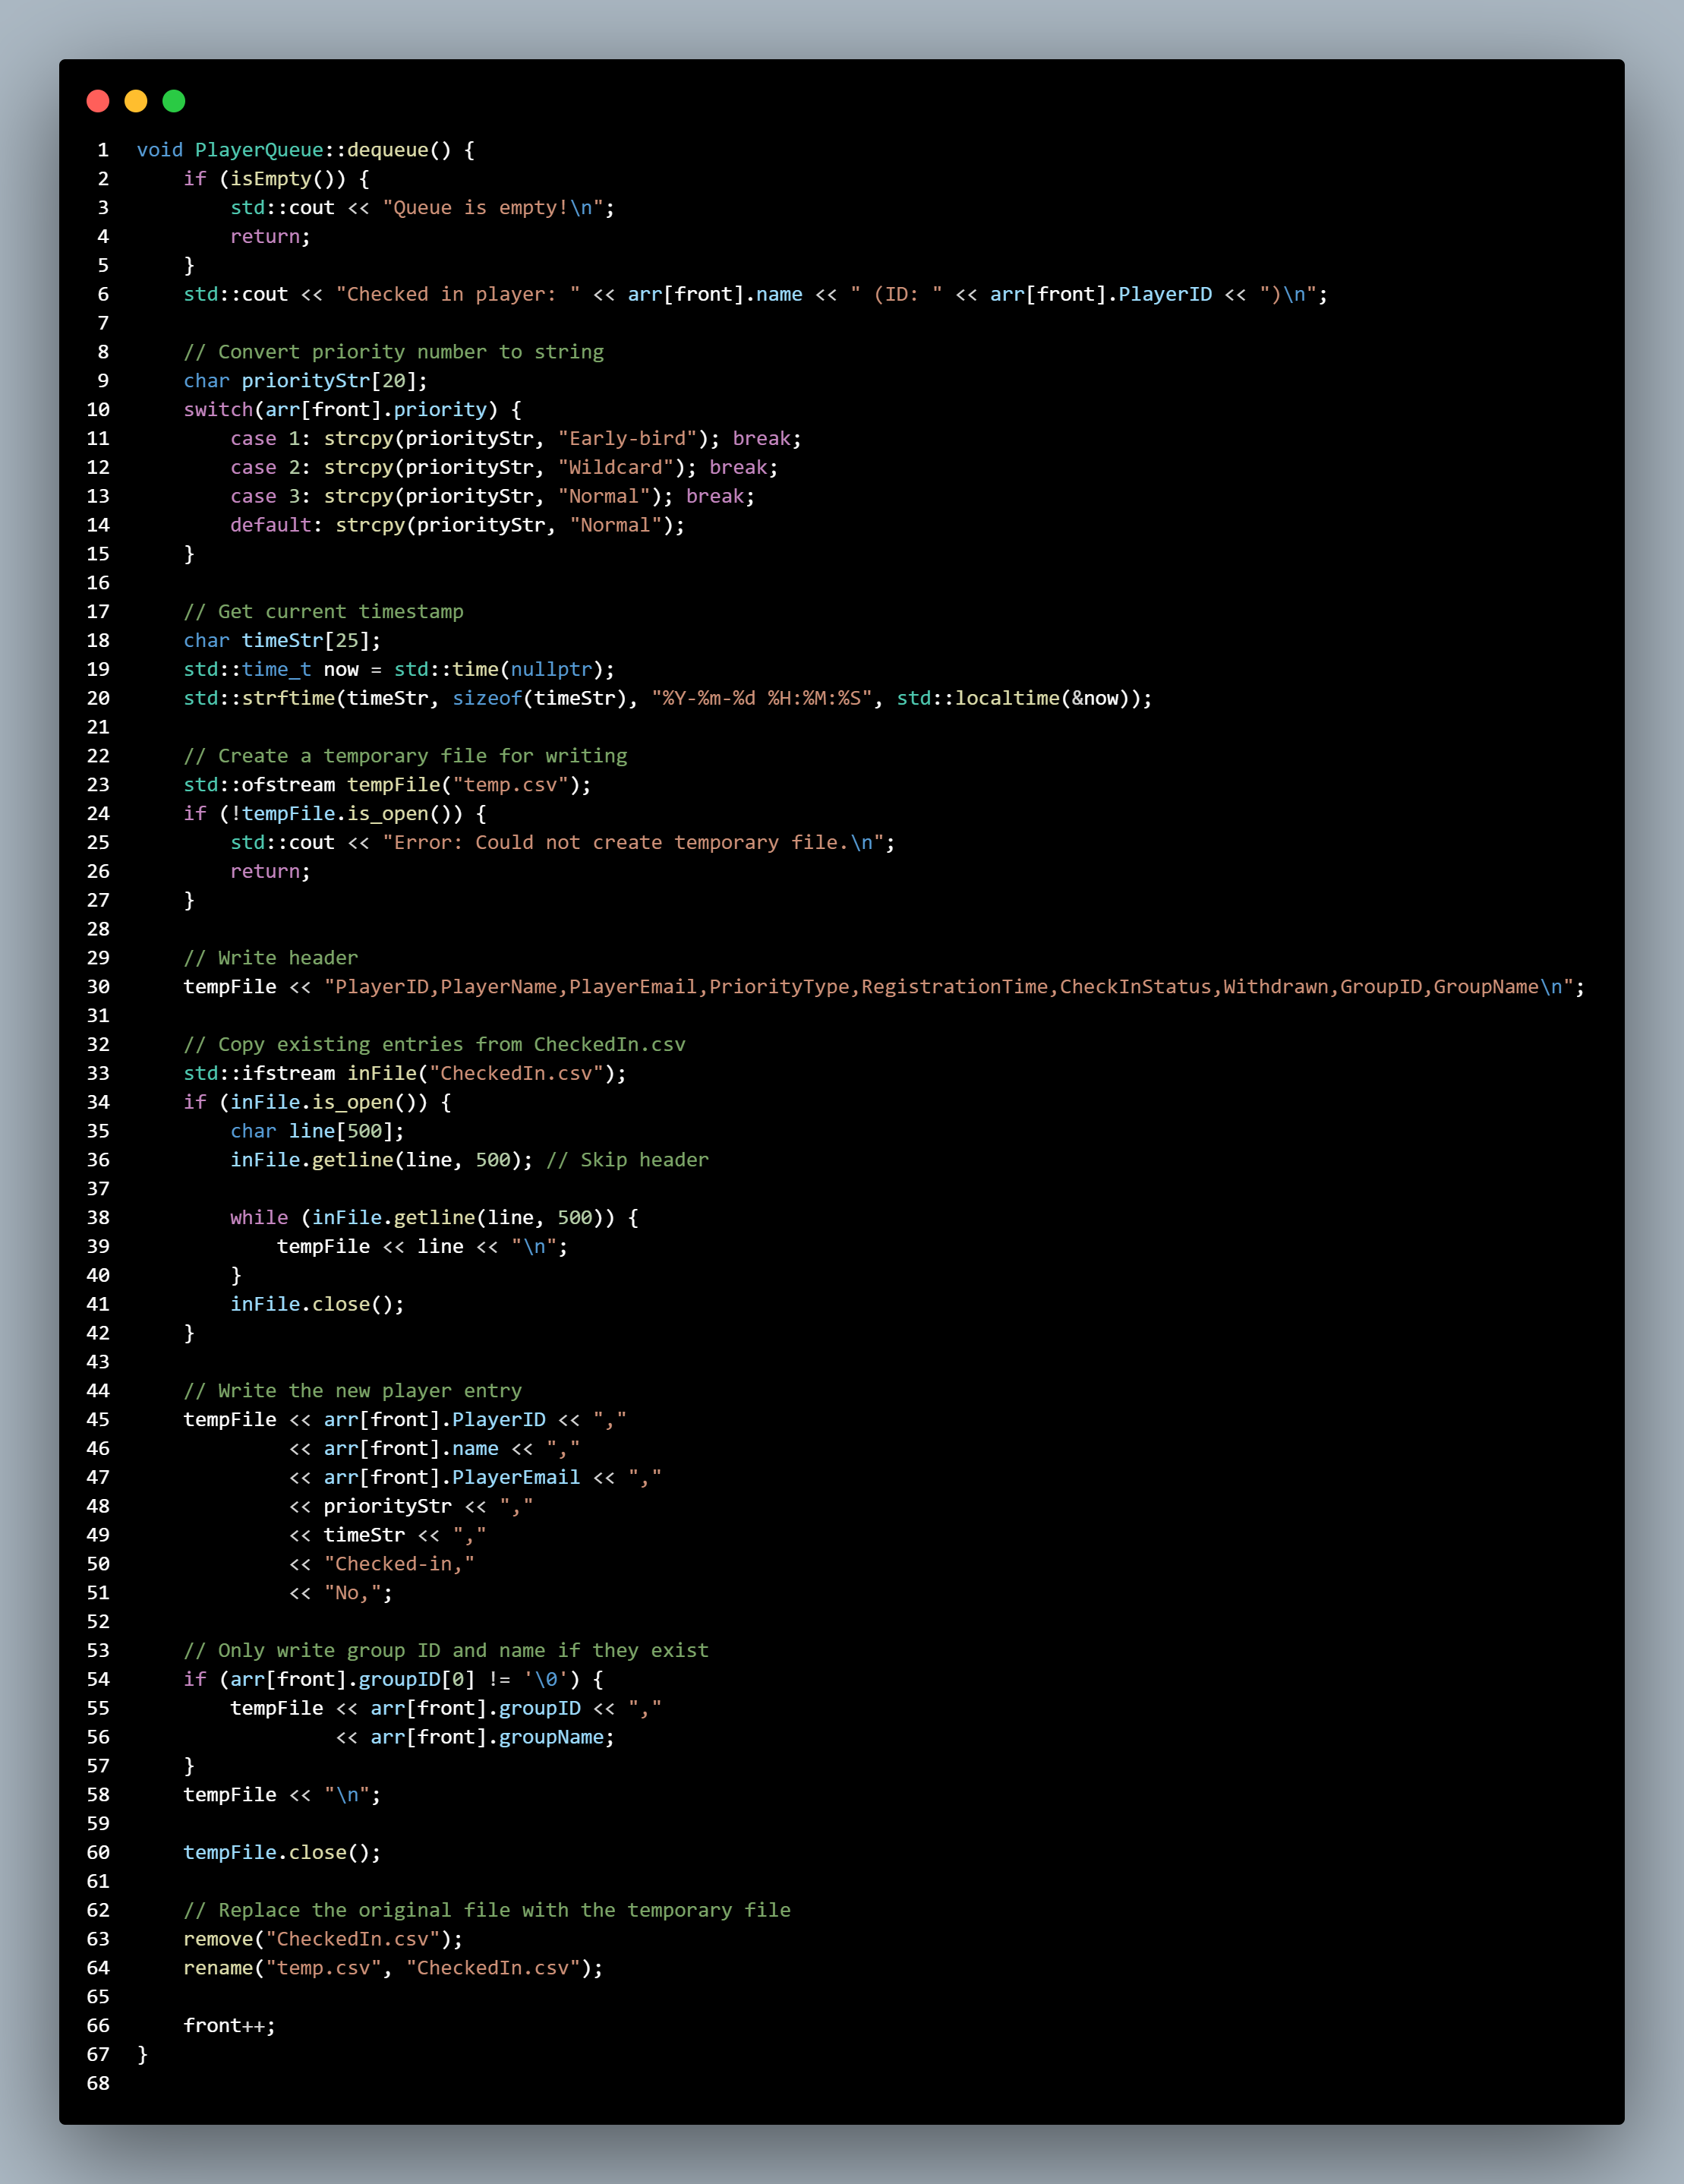 1 void PlayerQueue::dequeue() {
2     if (isEmpty()) {
3         std::cout << "Queue is empty!\n";
4         return;
5     }
6     std::cout << "Checked in player: " << arr[front].name << " (ID: " << arr[front].PlayerID << ")\n";
7
8     // Convert priority number to string
9     char priorityStr[20];
10     switch(arr[front].priority) {
11         case 1: strcpy(priorityStr, "Early-bird"); break;
12         case 2: strcpy(priorityStr, "Wildcard"); break;
13         case 3: strcpy(priorityStr, "Normal"); break;
14         default: strcpy(priorityStr, "Normal");
15     }
16
17     // Get current timestamp
18     char timeStr[25];
19     std::time_t now = std::time(nullptr);
20     std::strftime(timeStr, sizeof(timeStr), "%Y-%m-%d %H:%M:%S", std::localtime(&now));
21
22     // Create a temporary file for writing
23     std::ofstream tempFile("temp.csv");
24     if (!tempFile.is_open()) {
25         std::cout << "Error: Could not create temporary file.\n";
26         return;
27     }
28
29     // Write header
30     tempFile << "PlayerID,PlayerName,PlayerEmail,PriorityType,RegistrationTime,CheckInStatus,Withdrawn,GroupID,GroupName\n";
31
32     // Copy existing entries from CheckedIn.csv
33     std::ifstream inFile("CheckedIn.csv");
34     if (inFile.is_open()) {
35         char line[500];
36         inFile.getline(line, 500); // Skip header
37
38         while (inFile.getline(line, 500)) {
39             tempFile << line << "\n";
40         }
41         inFile.close();
42     }
43
44     // Write the new player entry
45     tempFile << arr[front].PlayerID << ","
46              << arr[front].name << ","
47              << arr[front].PlayerEmail << ","
48              << priorityStr << ","
49              << timeStr << ","
50              << "Checked-in,"
51              << "No,";
52
53     // Only write group ID and name if they exist
54     if (arr[front].groupID[0] != '\0') {
55         tempFile << arr[front].groupID << ","
56                  << arr[front].groupName;
57     }
58     tempFile << "\n";
59
60     tempFile.close();
61
62     // Replace the original file with the temporary file
63     remove("CheckedIn.csv");
64     rename("temp.csv", "CheckedIn.csv");
65
66     front++;
67 }
68